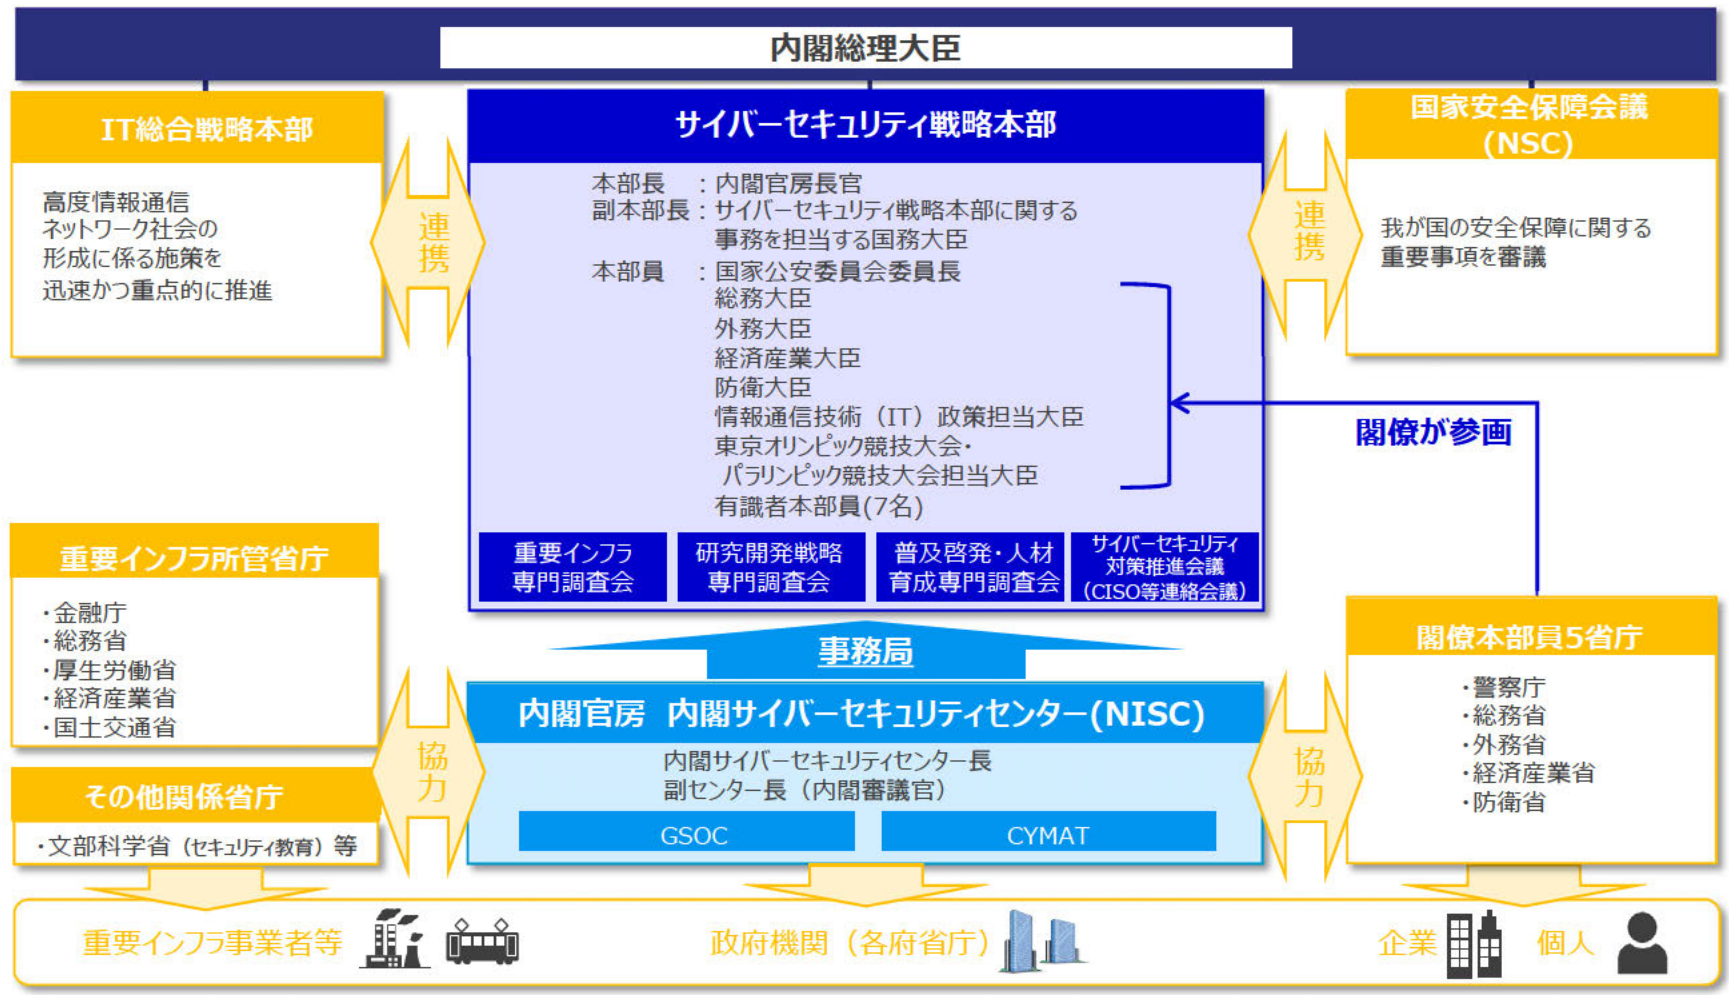 内閣総理大臣
IT総合戦略本部
高度情報通信
ネットワーク社会の
形成に係る施策を
迅速かつ重点的に推進
連携
サイバーセキュリティ戦略本部
本部長 ：内閣官房長官
副本部長：サイバーセキュリティ戦略本部に関する
事務を担当する国務大臣
本部員 ：国家公安委員会委員長
総務大臣
外務大臣
経済産業大臣
防衛大臣
情報通信技術（IT）政策担当大臣
東京オリンピック競技大会・
パラリンピック競技大会担当大臣
有識者本部員(7名)
重要インフラ
専門調査会
研究開発戦略
専門調査会
普及啓発・人材
育成専門調査会
サイバーセキュリティ
対策推進会議
（CISO等連絡会議）
連携
国家安全保障会議
(NSC)
我が国の安全保障に関する
重要事項を審議
閣僚が参画
重要インフラ所管省庁
・金融庁
・総務省
・厚生労働省
・経済産業省
・国土交通省
その他関係省庁
・文部科学省（セキュリティ教育）等
協力
事務局
内閣官房 内閣サイバーセキュリティセンター(NISC)
内閣サイバーセキュリティセンター長
副センター長（内閣審議官）
GSOC
CYMAT
協力
閣僚本部員5省庁
・警察庁
・総務省
・外務省
・経済産業省
・防衛省
重要インフラ事業者等
政府機関（各府省庁）
企業
個人